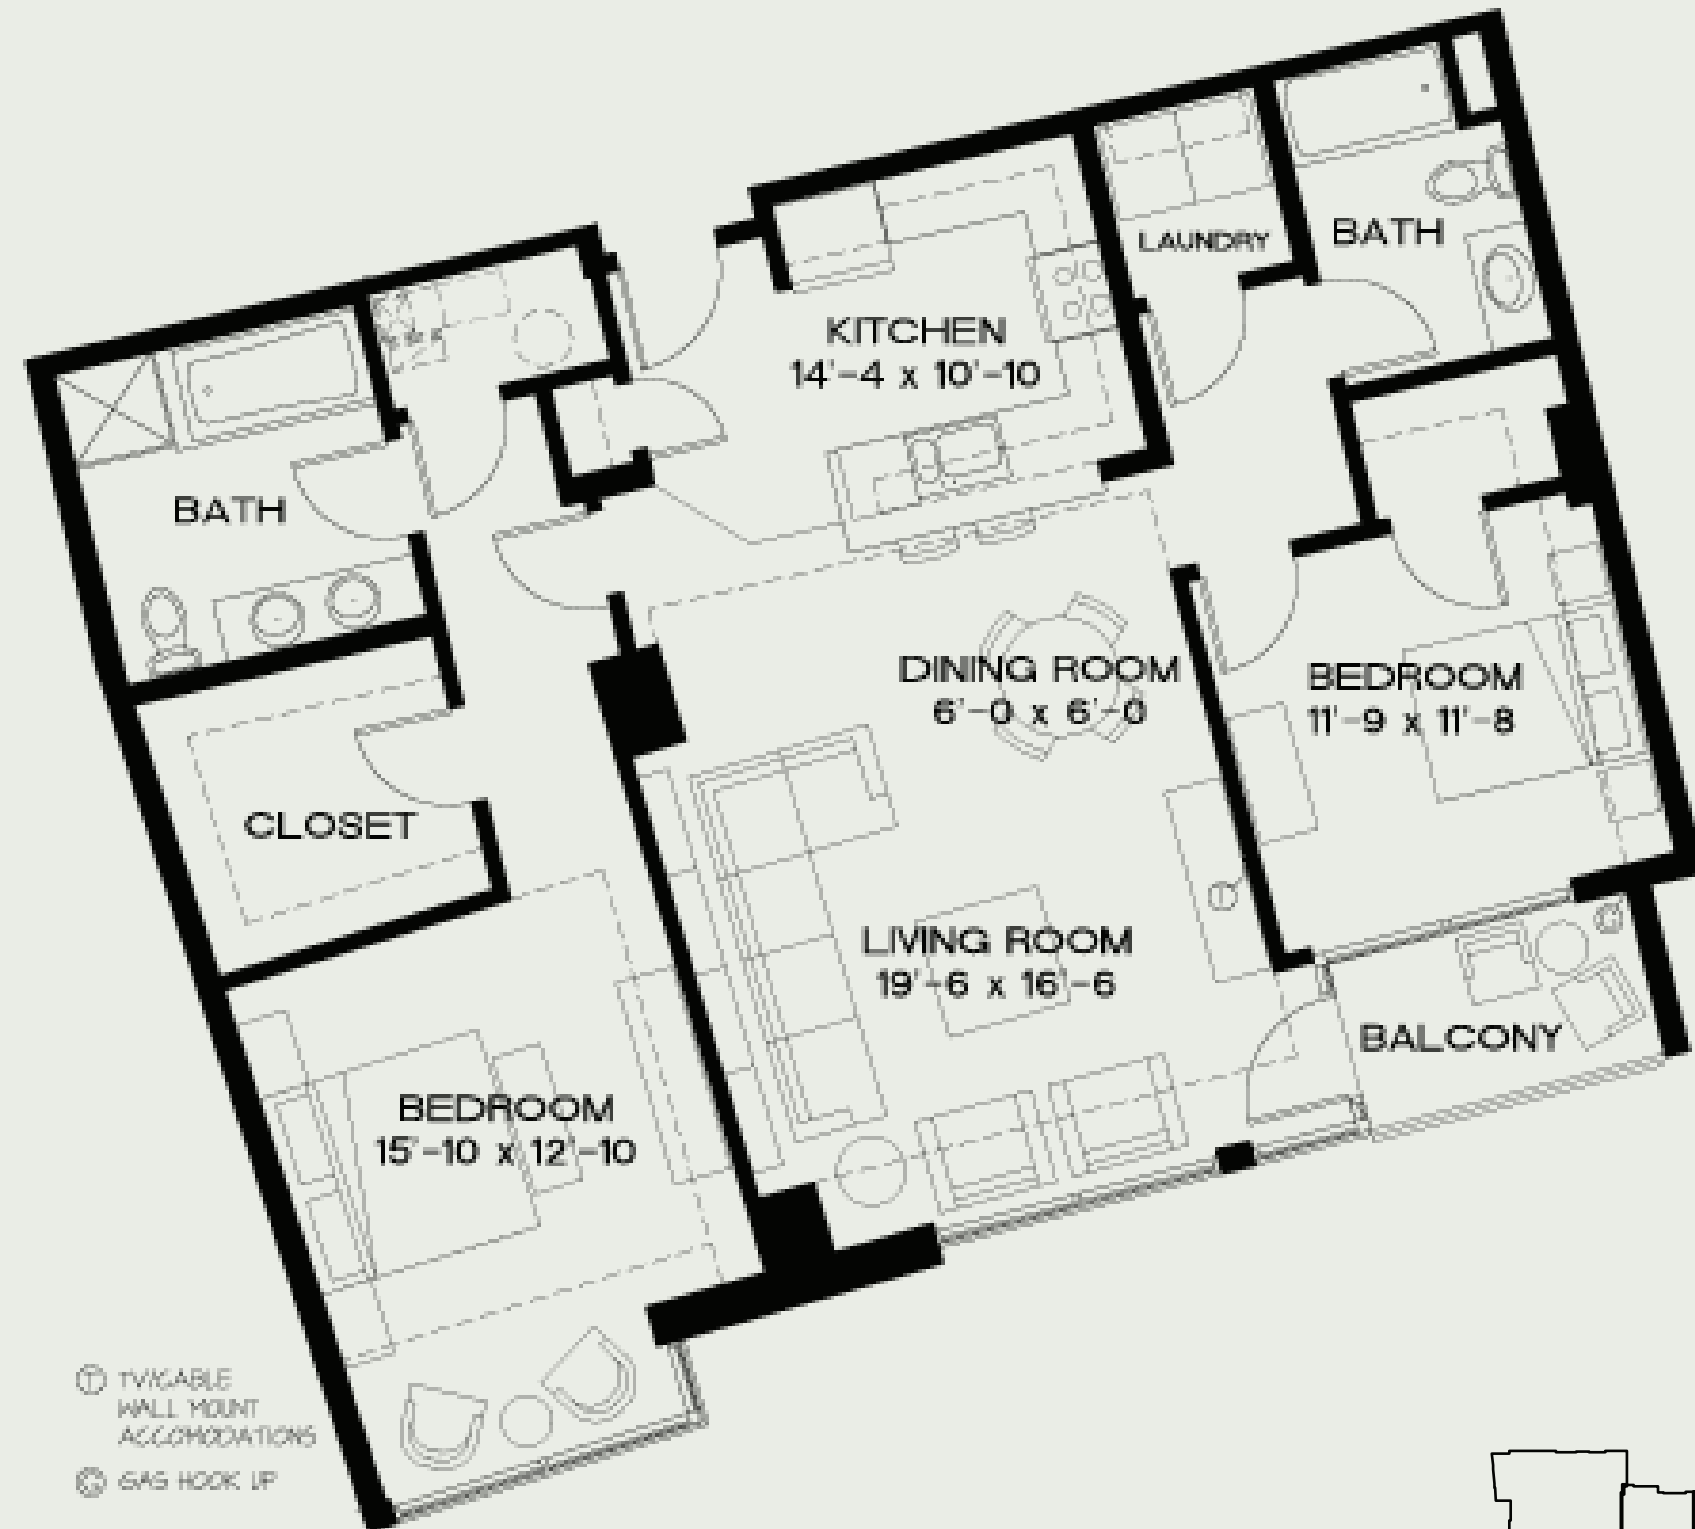 LAUNDRY
BATH
KITCHEN
14'-4 x 10'-10
BATH
DINING ROOM
6'-0 x 6'-0
BEDROOM
11'-9 x 11'-8
CLOSET
LIVING ROOM
19'-6 x 16'-6
BALCONY
BEDROOM
15'-10 x 12'-10
T TV/CABLE
WALL MOUNT
ACCOMODATIONS
G GAS HOOK UP